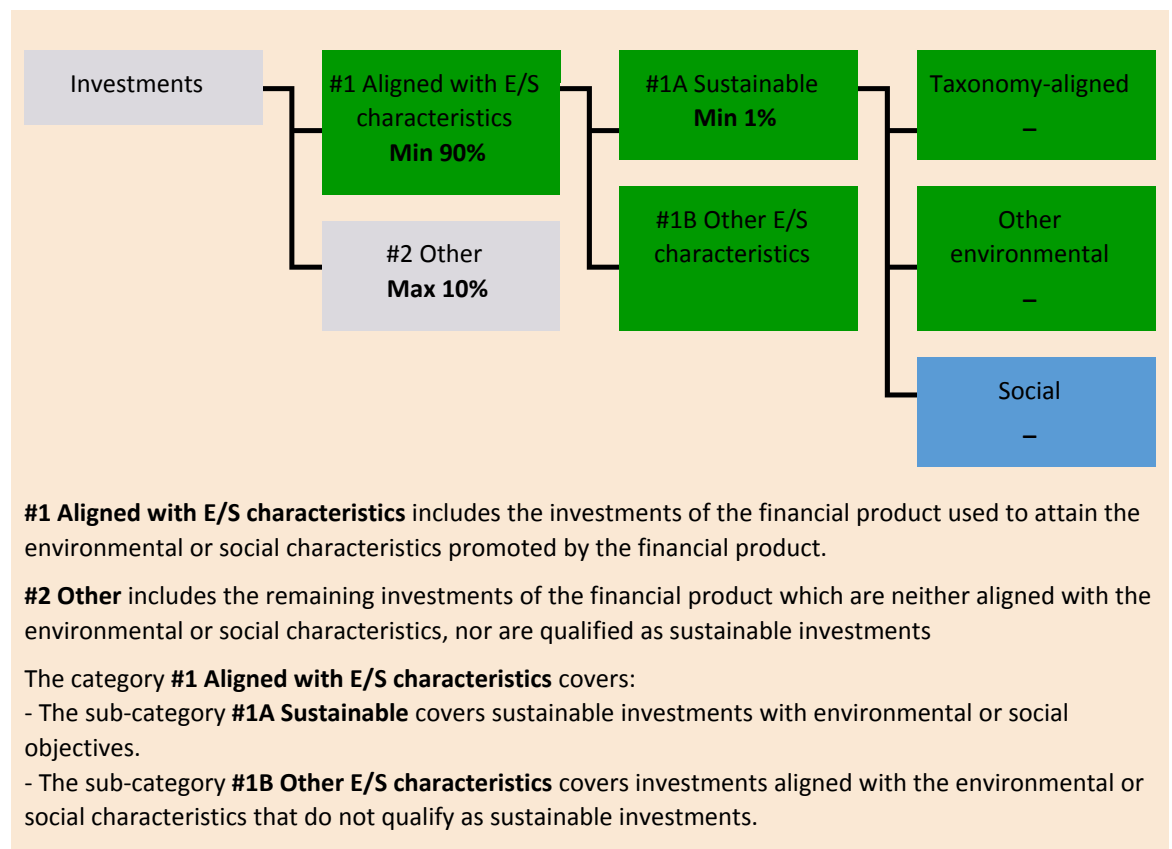 Investments
#1 Aligned with E/S
characteristics
Min 90%
#2 Other
Max 10%
#1A Sustainable
Min 1%
#1B Other E/S
characteristics
Taxonomy-aligned
–
Other
environmental
–
Social
–
#1 Aligned with E/S characteristics includes the investments of the financial product used to attain the
environmental or social characteristics promoted by the financial product.
#2 Other includes the remaining investments of the financial product which are neither aligned with the
environmental or social characteristics, nor are qualified as sustainable investments
The category #1 Aligned with E/S characteristics covers:
- The sub-category #1A Sustainable covers sustainable investments with environmental or social
objectives.
- The sub-category #1B Other E/S characteristics covers investments aligned with the environmental or
social characteristics that do not qualify as sustainable investments.